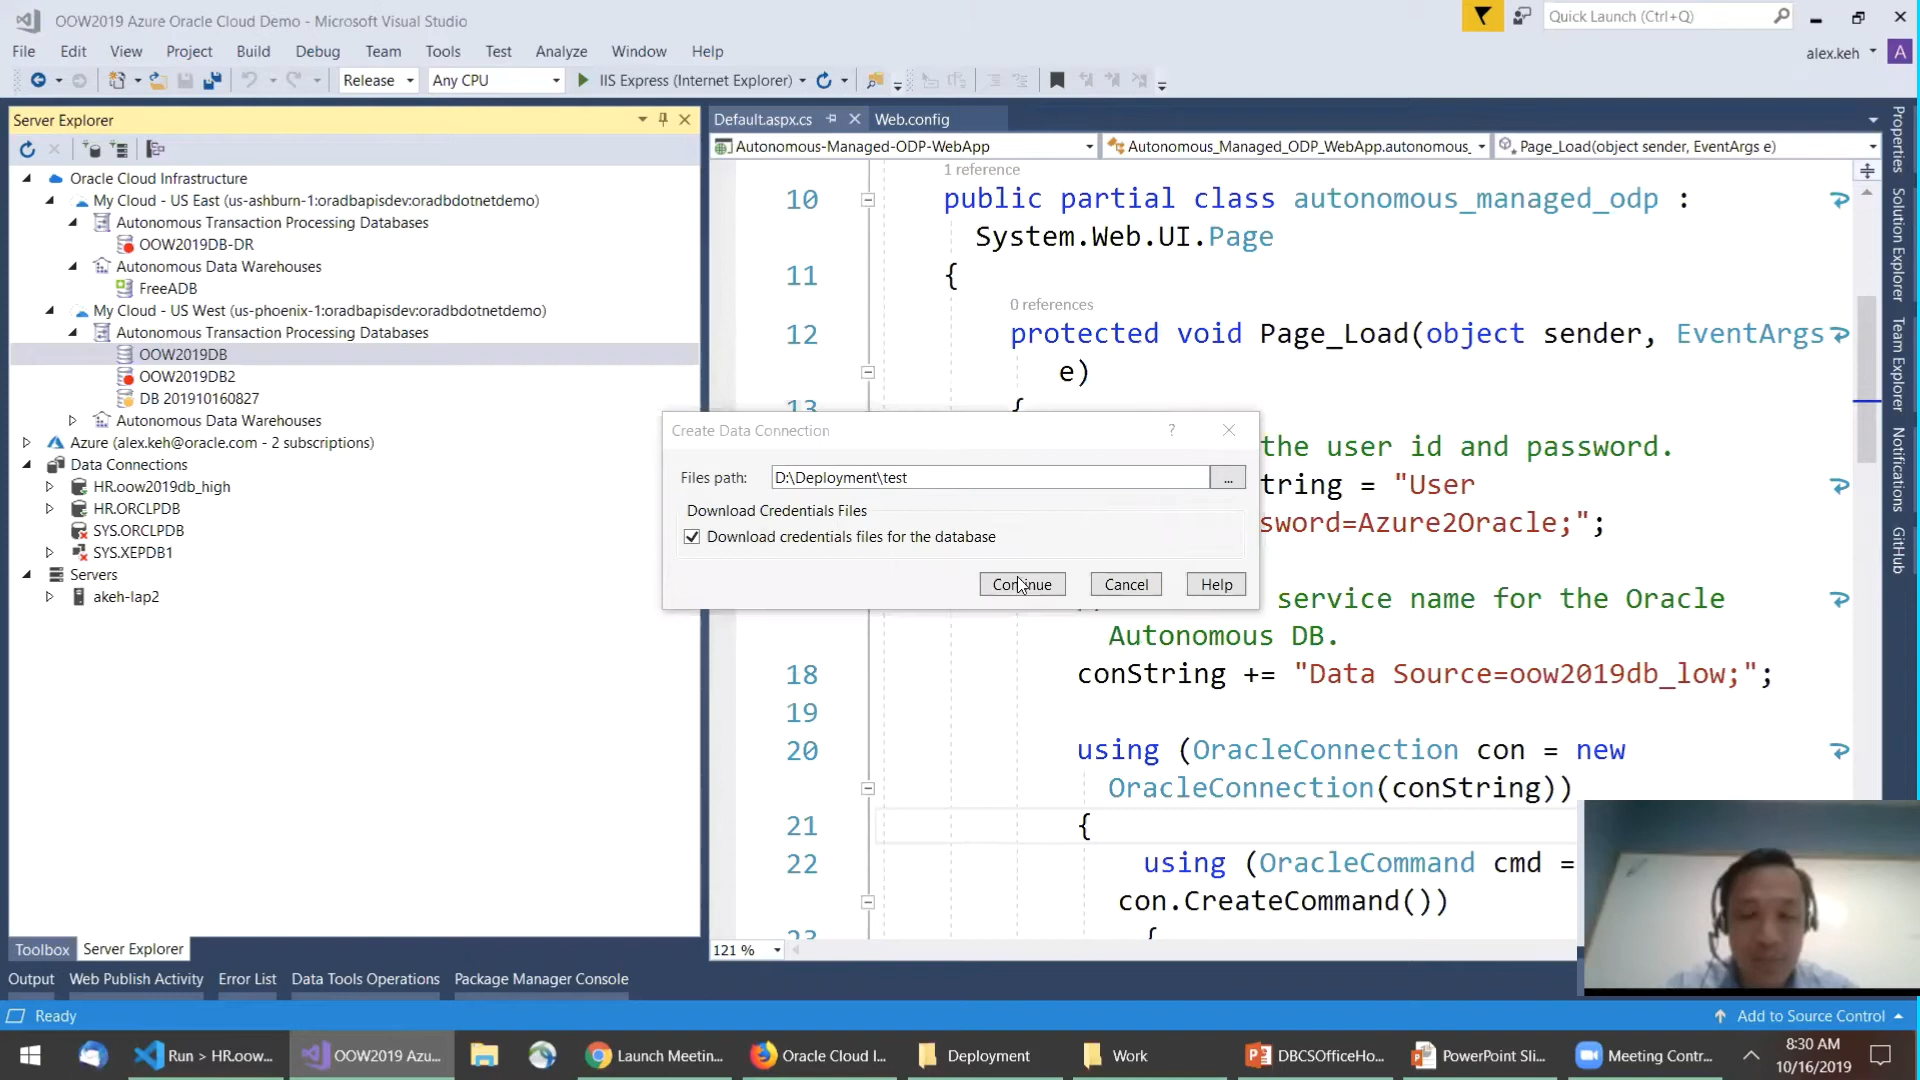 OOW2019 Azure Oracle Cloud Demo - Microsoft Visual Studio
Quick Launch (Ctrl+Q)
File Edit View Project Build Debug Team Tools Test Analyze Window Help
alex.keh A
Release Any CPU IIS Express (Internet Explorer)
Server Explorer
Default.aspx.cs Web.config
Autonomous-Managed-ODP-WebApp Autonomous_Managed_ODP_WebApp.autonomous_ Page_Load(object sender, EventArgs e)
Oracle Cloud Infrastructure
My Cloud - US East (us-ashburn-1:oradbapisdev:oradbdotnetdemo)
Autonomous Transaction Processing Databases
OOW2019DB-DR
Autonomous Data Warehouses
FreeADB
My Cloud - US West (us-phoenix-1:oradbapisdev:oradbdotnetdemo)
Autonomous Transaction Processing Databases
OOW2019DB
OOW2019DB2
DB 201910160827
Autonomous Data Warehouses
Azure (alex.keh@oracle.com - 2 subscriptions)
Data Connections
HR.oow2019db_high
HR.ORCLPDB
SYS.ORCLPDB
SYS.XEPDB1
Servers
akeh-lap2
1 reference
10 public partial class autonomous_managed_odp :
System.Web.UI.Page
11 {
0 references
12 protected void Page_Load(object sender, EventArgs
e)
13 {
the user id and password.
tring = "User
sword=Azure2Oracle;";
service name for the Oracle
Autonomous DB.
18 conString += "Data Source=oow2019db_low;";
19
20 using (OracleConnection con = new
OracleConnection(conString))
21 {
22 using (OracleCommand cmd =
con.CreateCommand())
23 {
121 %
Create Data Connection ?
Files path: D:\Deployment\test ...
Download Credentials Files
Download credentials files for the database
Continue Cancel Help
Properties
Solution Explorer
Team Explorer
Notifications
GitHub
Toolbox Server Explorer
Output Web Publish Activity Error List Data Tools Operations Package Manager Console
Ready
Add to Source Control
Run > HR.oow... OOW2019 Azu... Launch Meetin... Oracle Cloud I... Deployment Work DBCSOfficeHo... PowerPoint Sli... Meeting Contr...
8:30 AM
10/16/2019